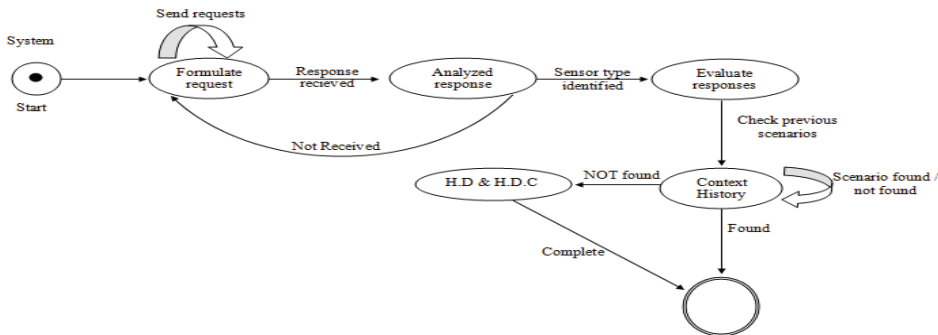 Send requests
System
Start
Formulate
request
Response
recieved
Analyzed
response
Sensor type
identified
Evaluate
responses
Not Received
Check previous
scenarios
H.D & H.D.C
NOT found
Context
History
Scenario found /
not found
Found
Complete